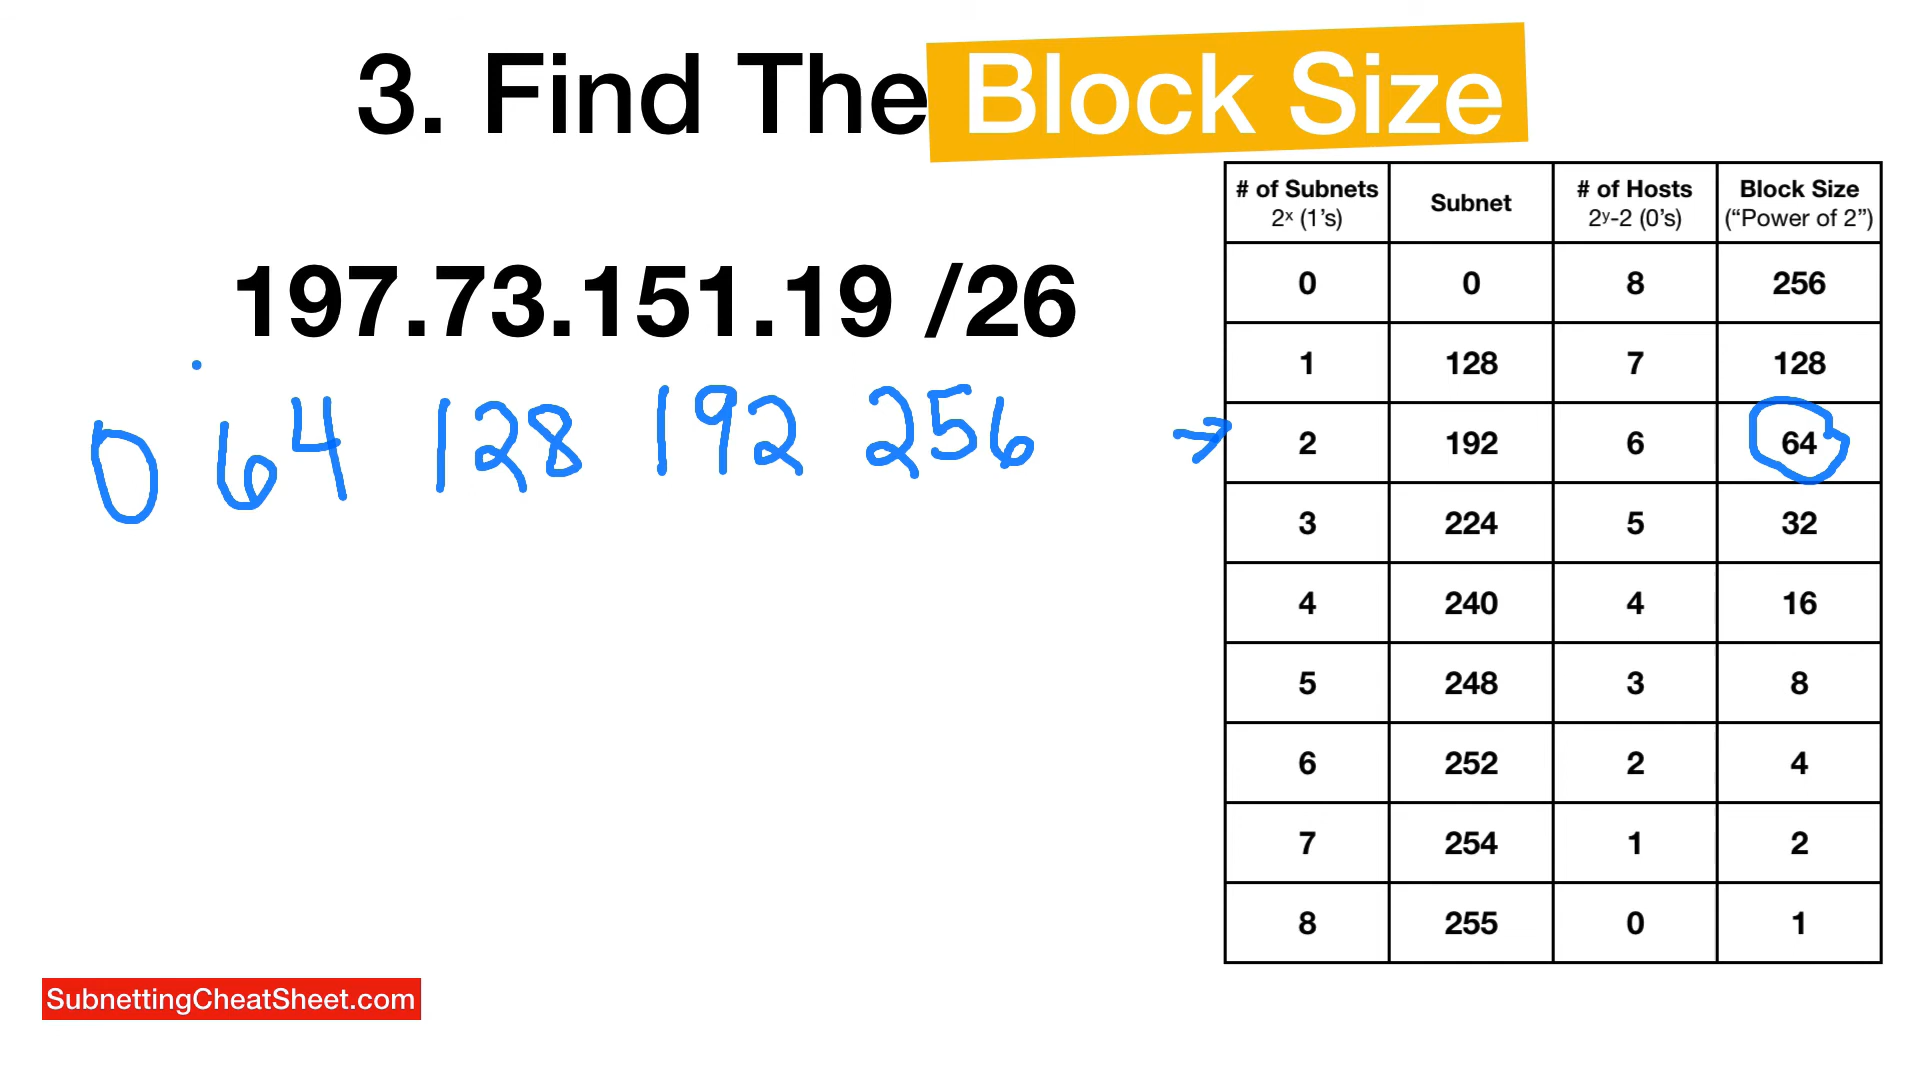 3. Find The Block Size
197.73.151.19 /26
0 64 128 192 256
# of Subnets Subnet # of Hosts Block Size
2ˣ (1’s) 2ʸ-2 (0’s) (“Power of 2”)
0 0 8 256
1 128 7 128
→ 2 192 6 64
3 224 5 32
4 240 4 16
5 248 3 8
6 252 2 4
7 254 1 2
8 255 0 1
SubnettingCheatSheet.com